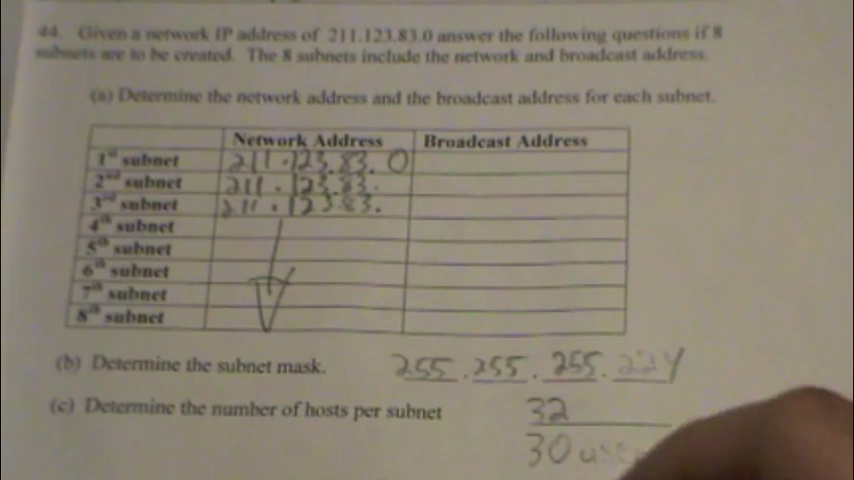 44. Given a network IP address of 211.123.83.0 answer the following questions if 8
subnets are to be created. The 8 subnets include the network and broadcast address.
(a) Determine the network address and the broadcast address for each subnet.
Network Address Broadcast Address
1st subnet 211.123.83.0
2nd subnet 211.123.83.
3rd subnet 211.123.83.
4th subnet
5th subnet
6th subnet
7th subnet
8th subnet
(b) Determine the subnet mask. 255.255.255.224
(c) Determine the number of hosts per subnet 32
30